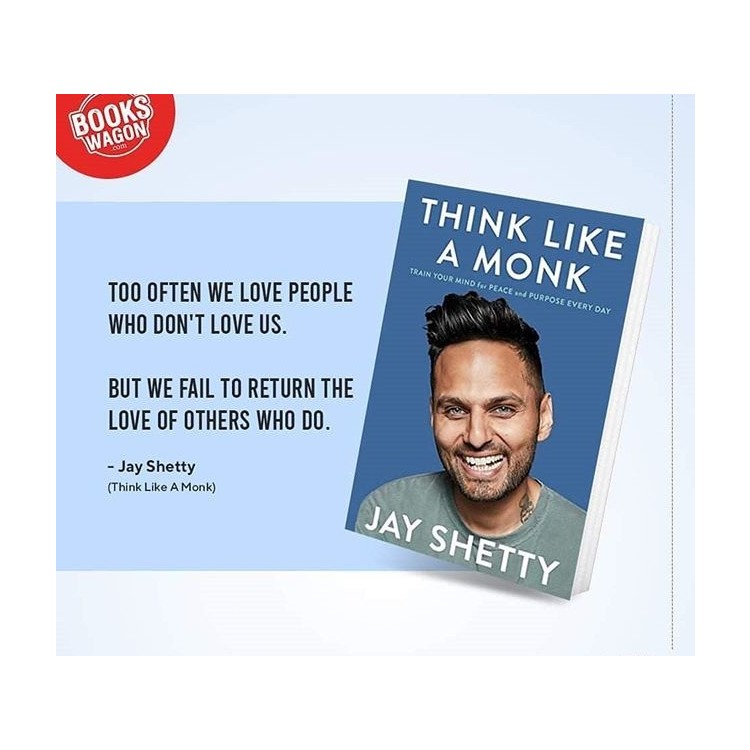 BOOKS
WAGON
.com
TOO OFTEN WE LOVE PEOPLE
WHO DON'T LOVE US.
BUT WE FAIL TO RETURN THE
LOVE OF OTHERS WHO DO.
- Jay Shetty
(Think Like A Monk)
THINK LIKE
A MONK
TRAIN YOUR MIND for PEACE and PURPOSE EVERY DAY
JAY SHETTY